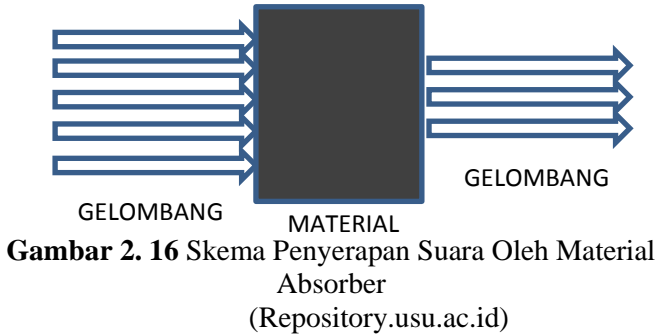 GELOMBANG
MATERIAL
GELOMBANG
Gambar 2. 16 Skema Penyerapan Suara Oleh Material
Absorber
(Repository.usu.ac.id)